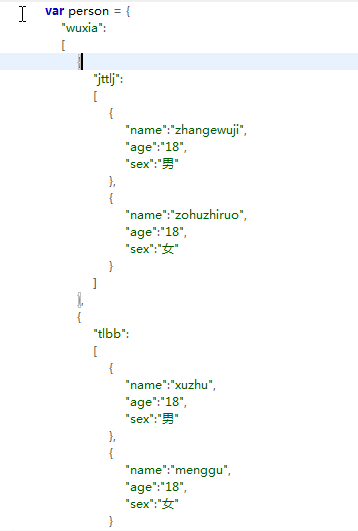 var person = {
"wuxia":
[
{
"jttlj":
[
{
"name":"zhangewuji",
"age":"18",
"sex":"男"
},
{
"name":"zohuzhiruo",
"age":"18",
"sex":"女"
}
]
},
{
"tlbb":
[
{
"name":"xuzhu",
"age":"18",
"sex":"男"
},
{
"name":"menggu",
"age":"18",
"sex":"女"
}